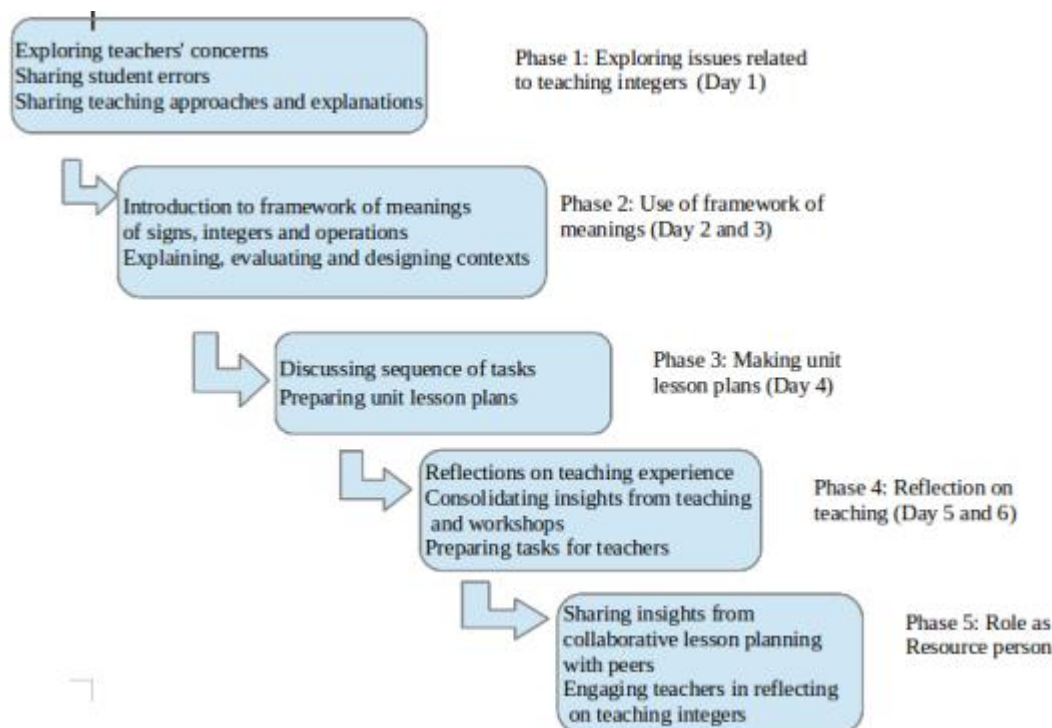 Exploring teachers' concerns
Sharing student errors
Sharing teaching approaches and explanations
Phase 1: Exploring issues related
to teaching integers (Day 1)
Introduction to framework of meanings
of signs, integers and operations
Explaining, evaluating and designing contexts
Phase 2: Use of framework of
meanings (Day 2 and 3)
Discussing sequence of tasks
Preparing unit lesson plans
Phase 3: Making unit
lesson plans (Day 4)
Reflections on teaching experience
Consolidating insights from teaching
and workshops
Preparing tasks for teachers
Phase 4: Reflection on
teaching (Day 5 and 6)
Sharing insights from
collaborative lesson planning
with peers
Engaging teachers in reflecting
on teaching integers
Phase 5: Role as
Resource person